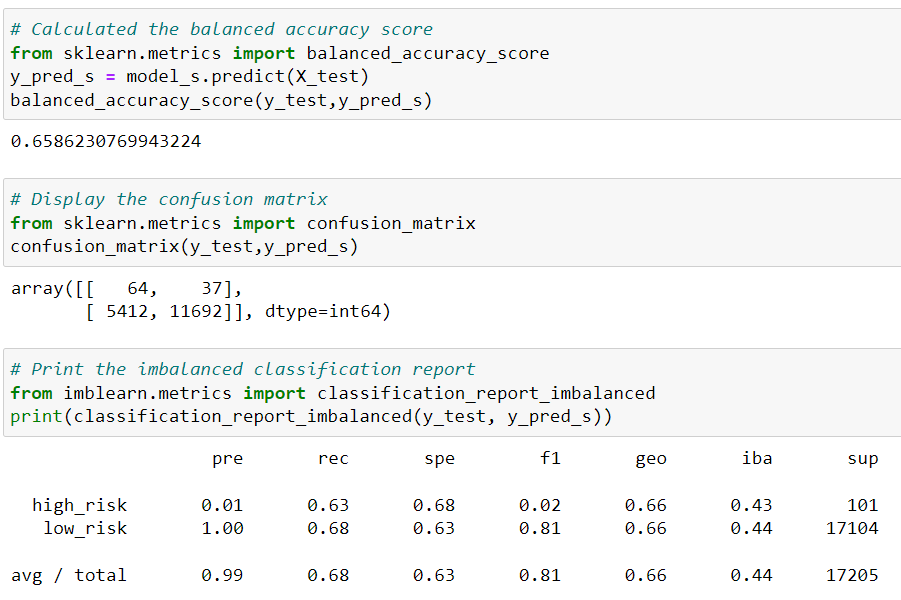 # Calculated the balanced accuracy score
from sklearn.metrics import balanced_accuracy_score
y_pred_s = model_s.predict(X_test)
balanced_accuracy_score(y_test,y_pred_s)
0.6586230769943224
# Display the confusion matrix
from sklearn.metrics import confusion_matrix
confusion_matrix(y_test,y_pred_s)
array([[   64,    37],
       [ 5412, 11692]], dtype=int64)
# Print the imbalanced classification report
from imblearn.metrics import classification_report_imbalanced
print(classification_report_imbalanced(y_test, y_pred_s))
                   pre       rec       spe        f1       geo       iba       sup
  high_risk       0.01      0.63      0.68      0.02      0.66      0.43       101
   low_risk       1.00      0.68      0.63      0.81      0.66      0.44     17104
avg / total       0.99      0.68      0.63      0.81      0.66      0.44     17205